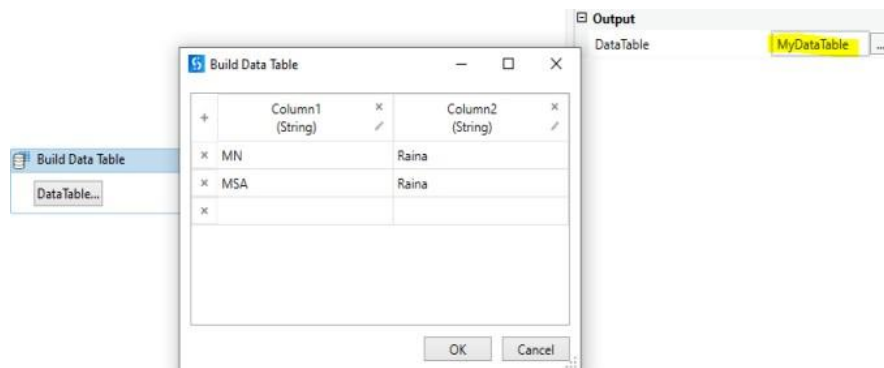 Output
DataTable MyDataTable ...
Build Data Table
Column1 Column2
(String) (String)
MN Raina
MSA Raina
Build Data Table
DataTable...
OK Cancel